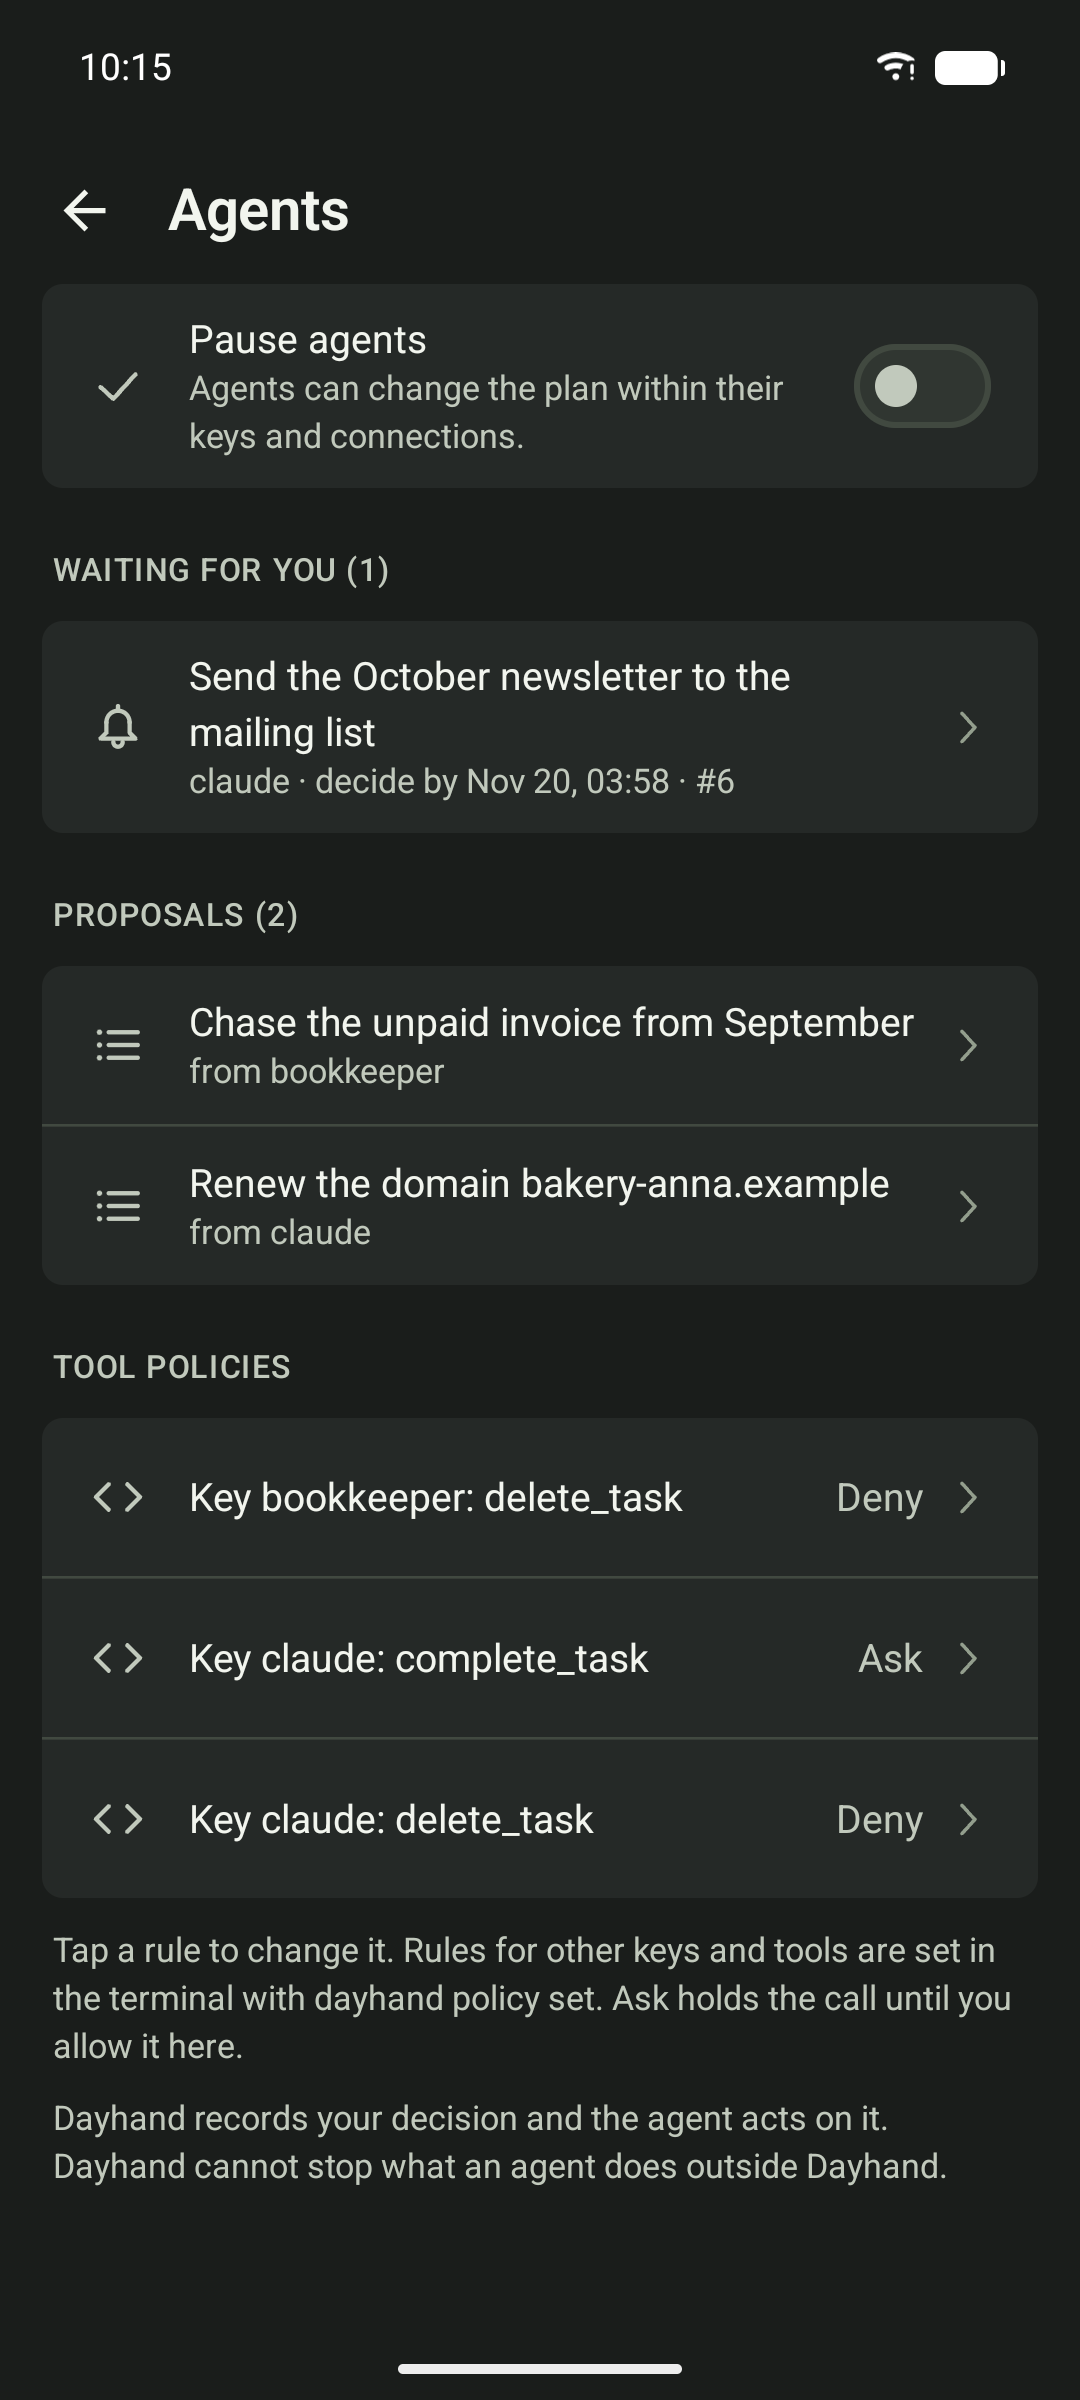 10:15
Agents
Pause agents
Agents can change the plan within their
keys and connections.
WAITING FOR YOU (1)
Send the October newsletter to the
mailing list
claude · decide by Nov 20, 03:58 · #6
PROPOSALS (2)
Chase the unpaid invoice from September
from bookkeeper
Renew the domain bakery-anna.example
from claude
TOOL POLICIES
Key bookkeeper: delete_task Deny
Key claude: complete_task Ask
Key claude: delete_task Deny
Tap a rule to change it. Rules for other keys and tools are set in
the terminal with dayhand policy set. Ask holds the call until you
allow it here.
Dayhand records your decision and the agent acts on it.
Dayhand cannot stop what an agent does outside Dayhand.